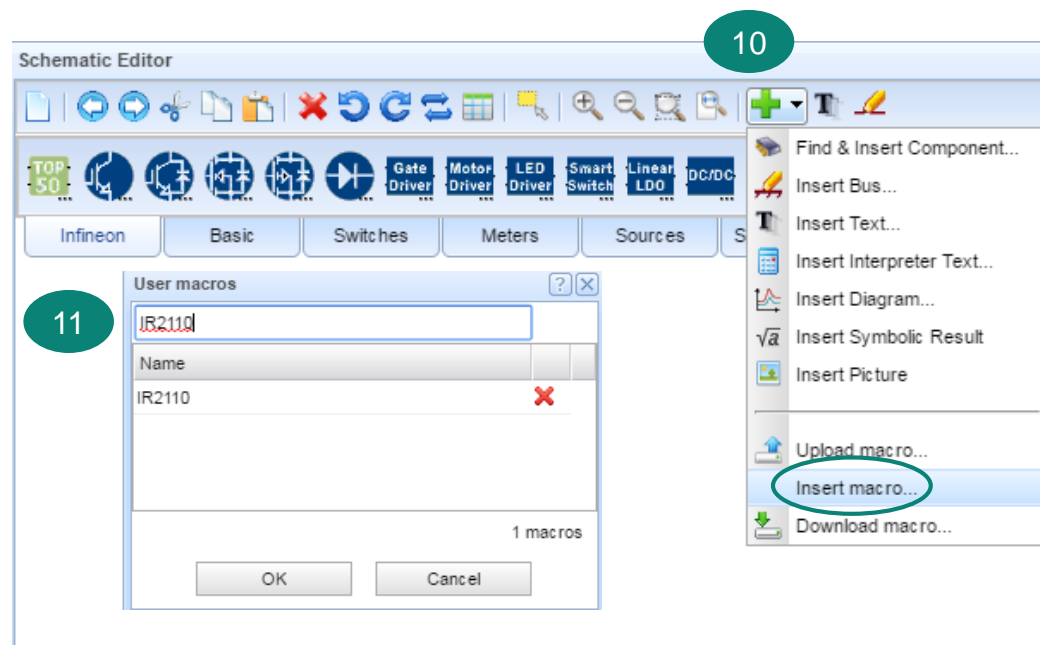 10
Schematic Editor
T
TOP 50 ...
Gate Driver
Motor Driver
LED Driver
Smart Switch
Linear LDO
DC/DC
Infineon
Basic
Switches
Meters
Sources
S
Find & Insert Component...
Insert Bus...
T Insert Text...
Insert Interpreter Text...
Insert Diagram...
√a Insert Symbolic Result
Insert Picture
Upload macro...
Insert macro...
Download macro...
11
User macros
?
IR2110
Name
IR2110
1 macros
OK
Cancel